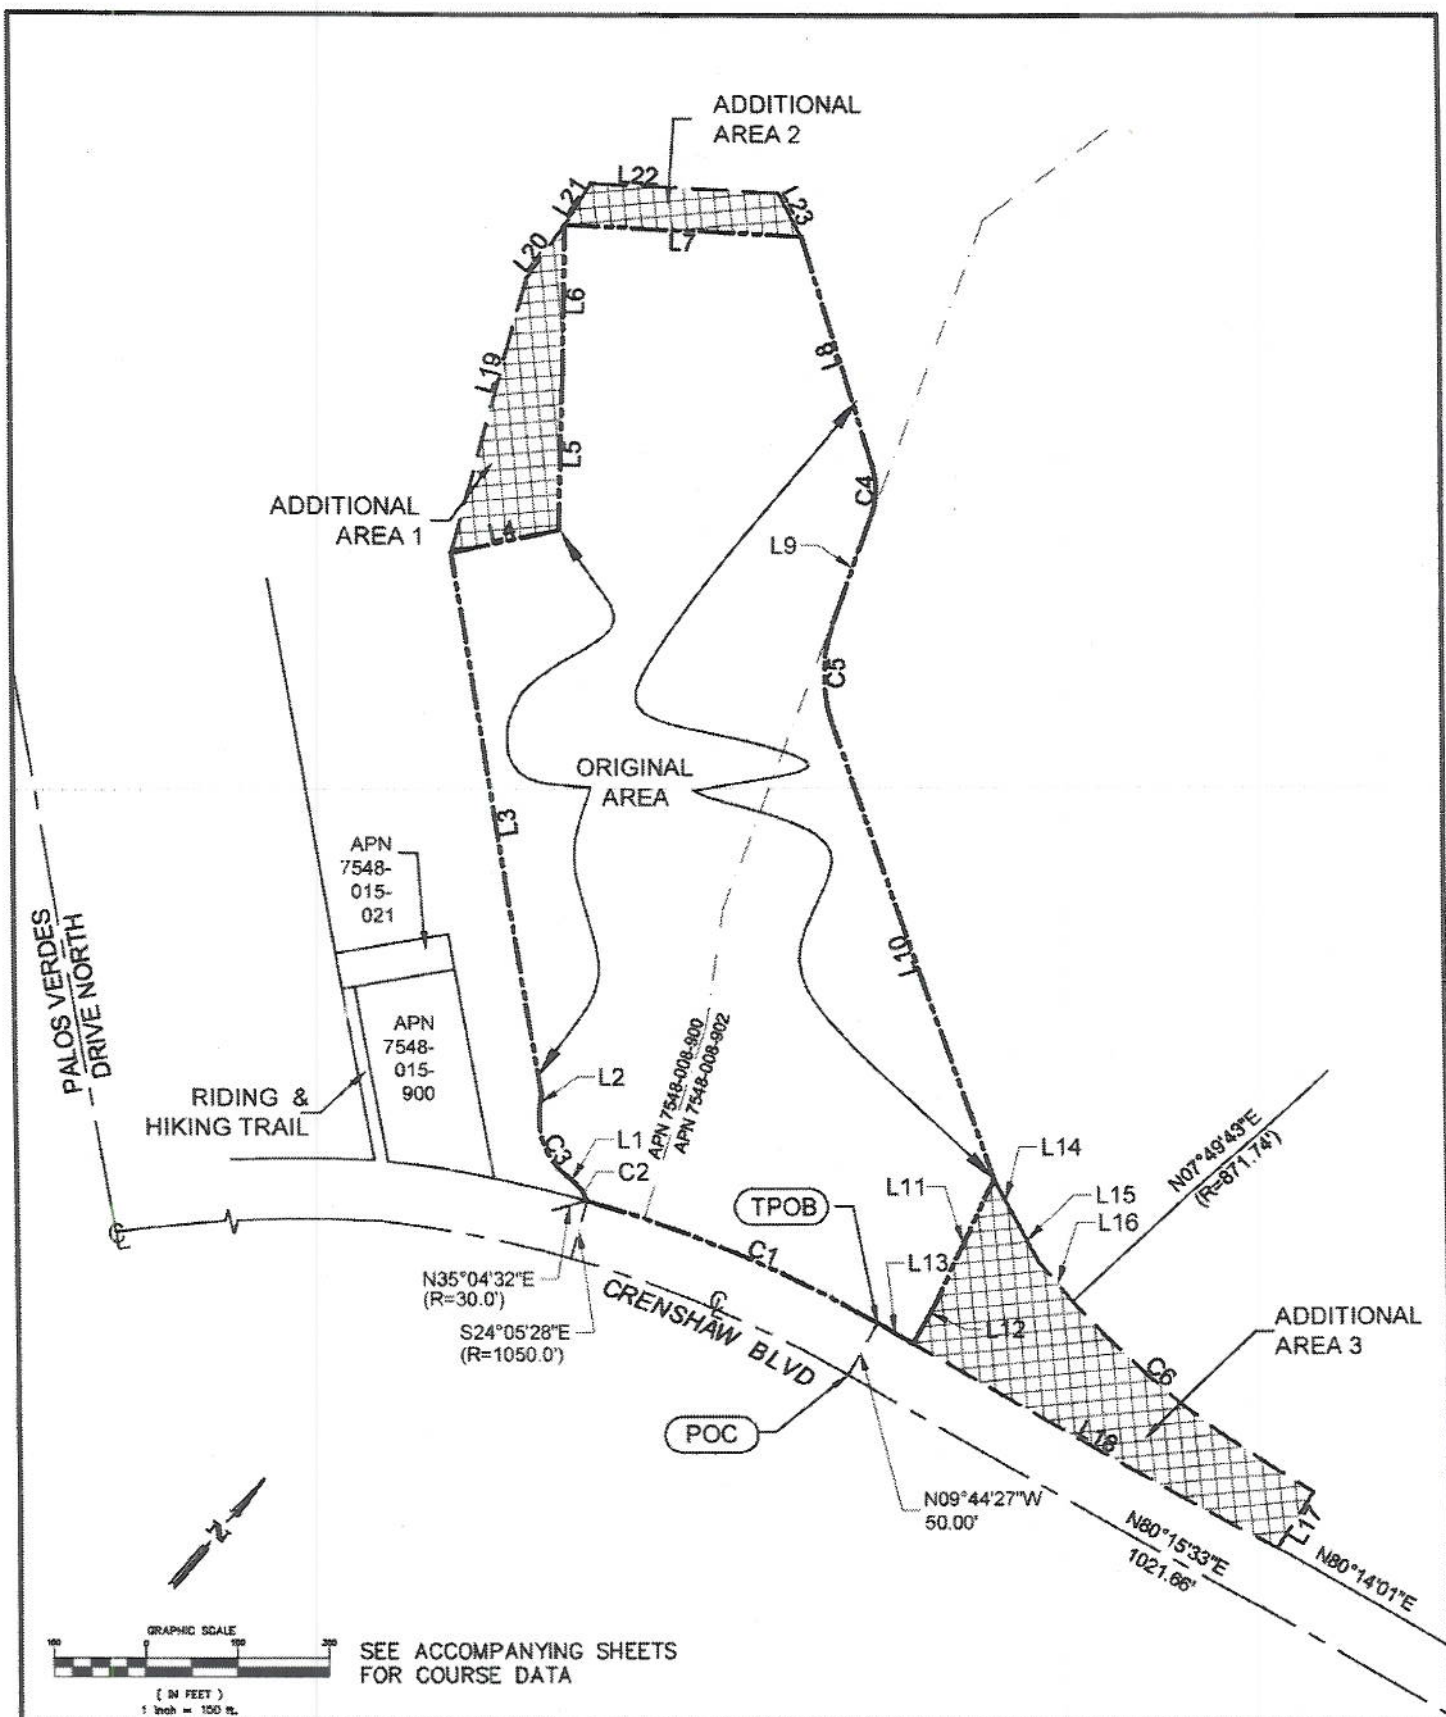 ADDITIONAL
AREA 2
L21
L22
L23
L20
L7
L6
L19
L8
L5
C4
ADDITIONAL
AREA 1
L4
L9
C5
ORIGINAL
AREA
L3
APN
7548-
015-
021
L10
PALOS VERDES
DRIVE NORTH
APN
7548-
015-
900
APN 7548-008-900
APN 7548-008-902
L2
RIDING &
HIKING TRAIL
C3
L1
C2
L14
N07°49'43"E
(R=871.74')
L11
L15
TPOB
L16
C1
L13
N35°04'32"E
(R=30.0')
CRENSHAW BLVD
L12
S24°05'28"E
(R=1050.0')
ADDITIONAL
AREA 3
C6
POC
L18
N09°44'27"W
50.00'
L17
N80°15'33"E
1021.66'
N80°14'01"E
N
GRAPHIC SCALE
100 0 100 200
( IN FEET )
1 inch = 150 ft.
SEE ACCOMPANYING SHEETS
FOR COURSE DATA